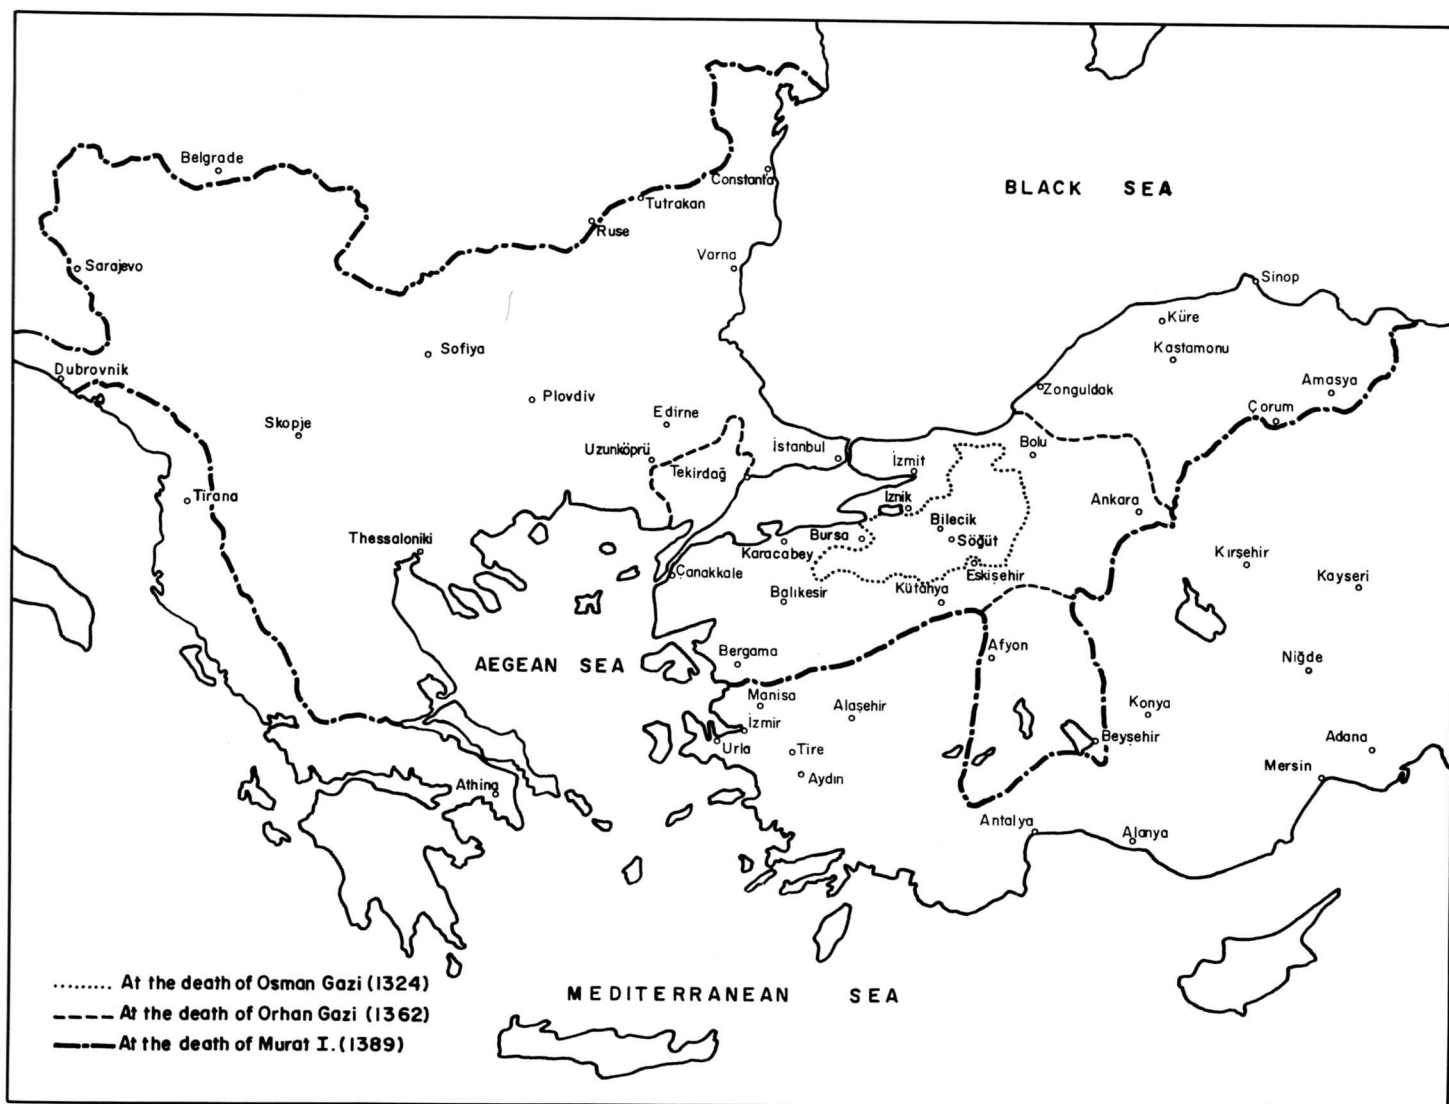 Belgrade
Constanta
BLACK SEA
Tutrakan
Ruse
Varna
Sarajevo
Sinop
Küre
Sofiya
Kastamonu
Dubrovnik
Zonguldak
Amasya
Plovdiv
Edirne
Çorum
Skopje
Uzunköprü
İstanbul
Bolu
İzmit
Tekirdağ
Tirana
İznik
Ankara
Bilecik
Thessaloniki
Bursa
Söğüt
Karacabey
Kırşehir
Çanakkale
Eskişehir
Kayseri
Balıkesir
Kütahya
AEGEAN SEA
Bergama
Afyon
Niğde
Manisa
Alaşehir
Konya
İzmir
Urla
Tire
Beyşehir
Adana
Aydın
Mersin
Athina
Antalya
Alanya
At the death of Osman Gazi (1324)
MEDITERRANEAN SEA
At the death of Orhan Gazi (1362)
At the death of Murat I. (1389)